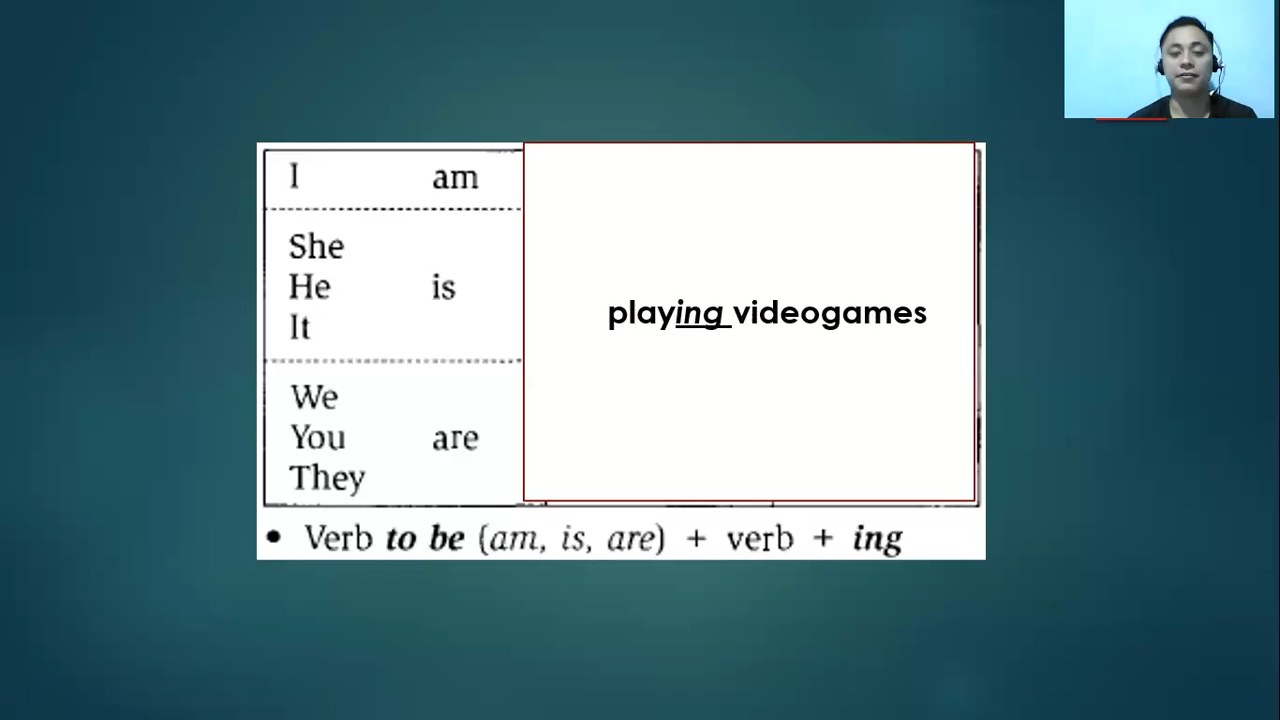 I am
She
He is
It
playing videogames
We
You are
They
• Verb to be (am, is, are) + verb + ing